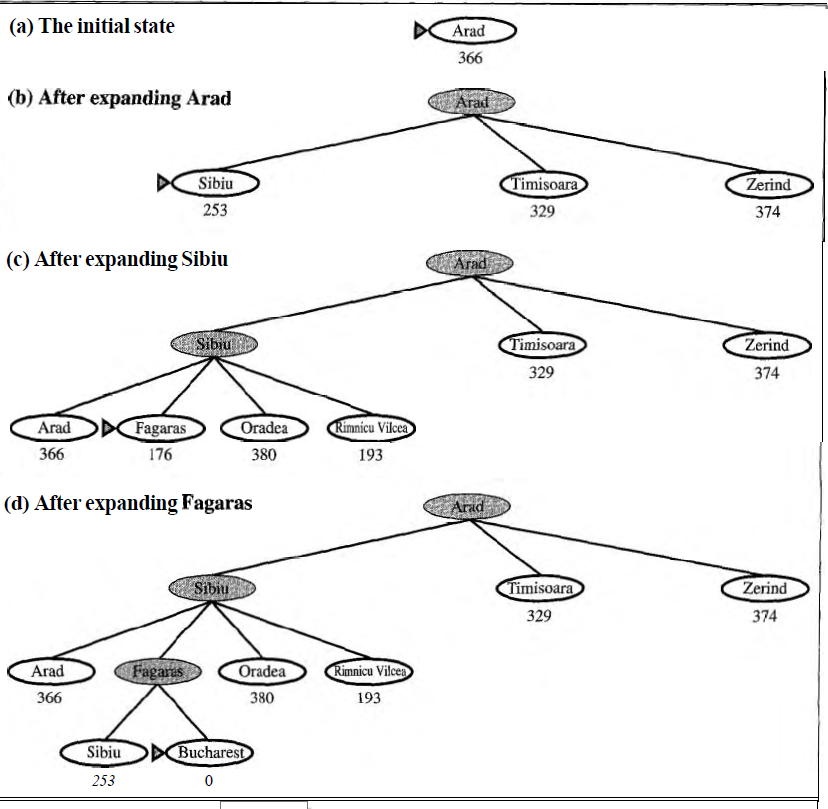 (a) The initial state
Arad
366
(b) After expanding Arad
Arad
Sibiu Timisoara Zerind
253 329 374
(c) After expanding Sibiu
Arad
Sibiu Timisoara Zerind
329 374
Arad Fagaras Oradea Rimnicu Vilcea
366 176 380 193
(d) After expanding Fagaras
Arad
Sibiu Timisoara Zerind
329 374
Arad Fagaras Oradea Rimnicu Vilcea
366 380 193
Sibiu Bucharest
253 0